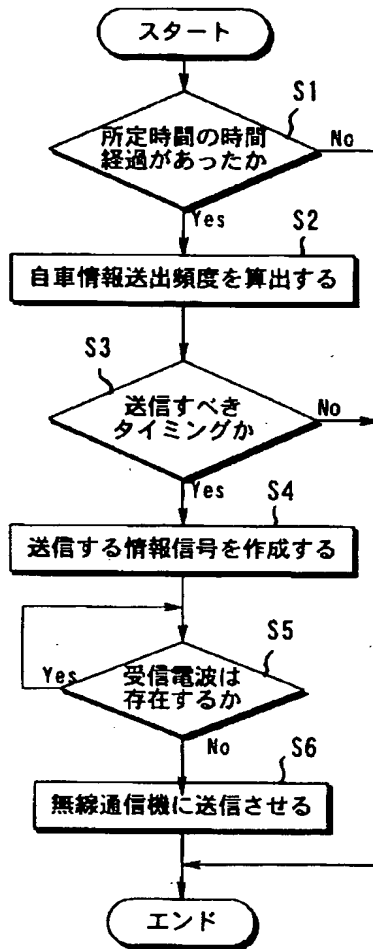 スタート
S1
所定時間の時間
経過があったか
No
Yes
S2
自車情報送出頻度を算出する
S3
送信すべき
タイミングか
No
Yes
S4
送信する情報信号を作成する
S5
受信電波は
存在するか
Yes
No
S6
無線通信機に送信させる
エンド